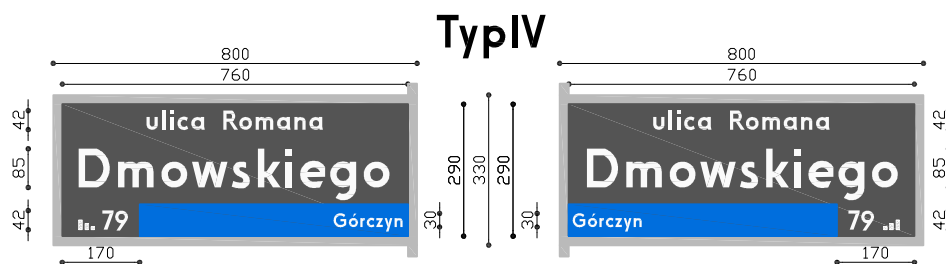 TypIV
800
760
ulica Romana
Dmowskiego
79
Górczyn
42
85
42
170
30
290
330
290
800
760
ulica Romana
Dmowskiego
Górczyn
79
42
85
42
30
170